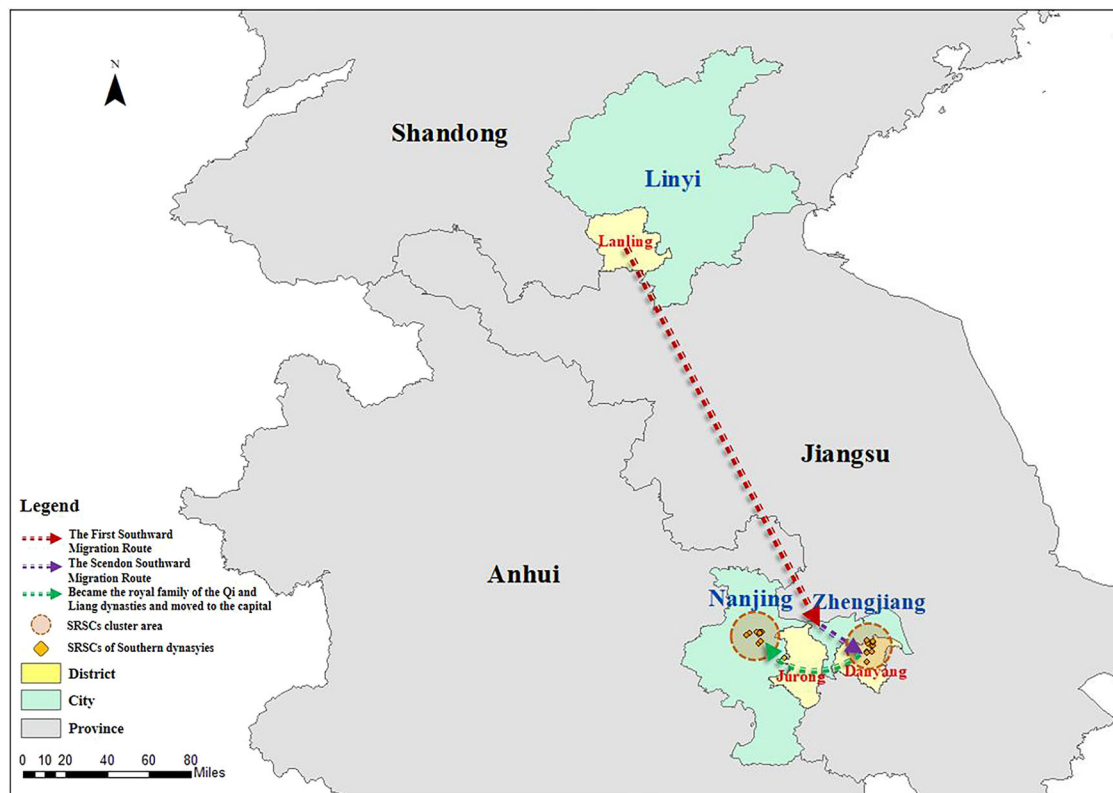 N
Shandong
Linyi
Lanling
Jiangsu
Anhui
Nanjing
Zhengjiang
Jurong
Danyang
Legend
The First Southward
Migration Route
The Scendon Southward
Migration Route
Became the royal family of the Qi and
Liang dynasties and moved to the capital
SRSCs cluster area
SRSCs of Southern dynasyies
District
City
Province
0 10 20 40 60 80
Miles